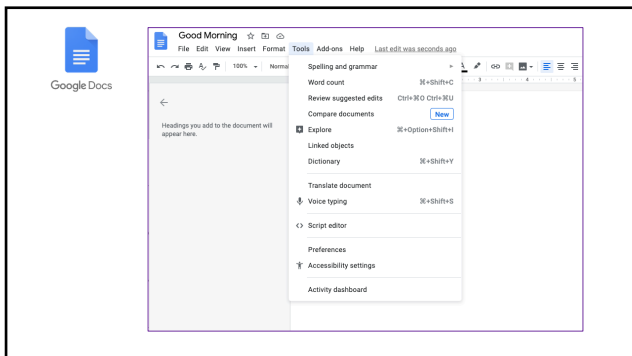 Google Docs
Good Morning
File Edit View Insert Format Tools Add-ons Help Last edit was seconds ago
100% Normal
3 4 5
Headings you add to the document will
appear here.
Spelling and grammar
Word count ⌘+Shift+C
Review suggested edits Ctrl+⌘O Ctrl+⌘U
Compare documents New
Explore ⌘+Option+Shift+I
Linked objects
Dictionary ⌘+Shift+Y
Translate document
Voice typing ⌘+Shift+S
Script editor
Preferences
Accessibility settings
Activity dashboard